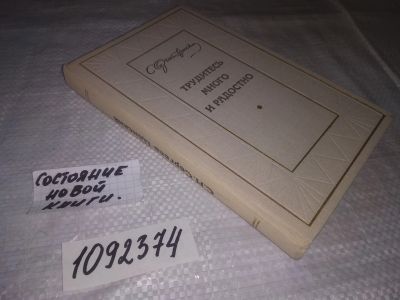 ТРУДИТЕСЬ
МНОГО
И РАДОСТНО
СОСТОЯНИЕ
НОВОЙ
КНИГИ.
1092374